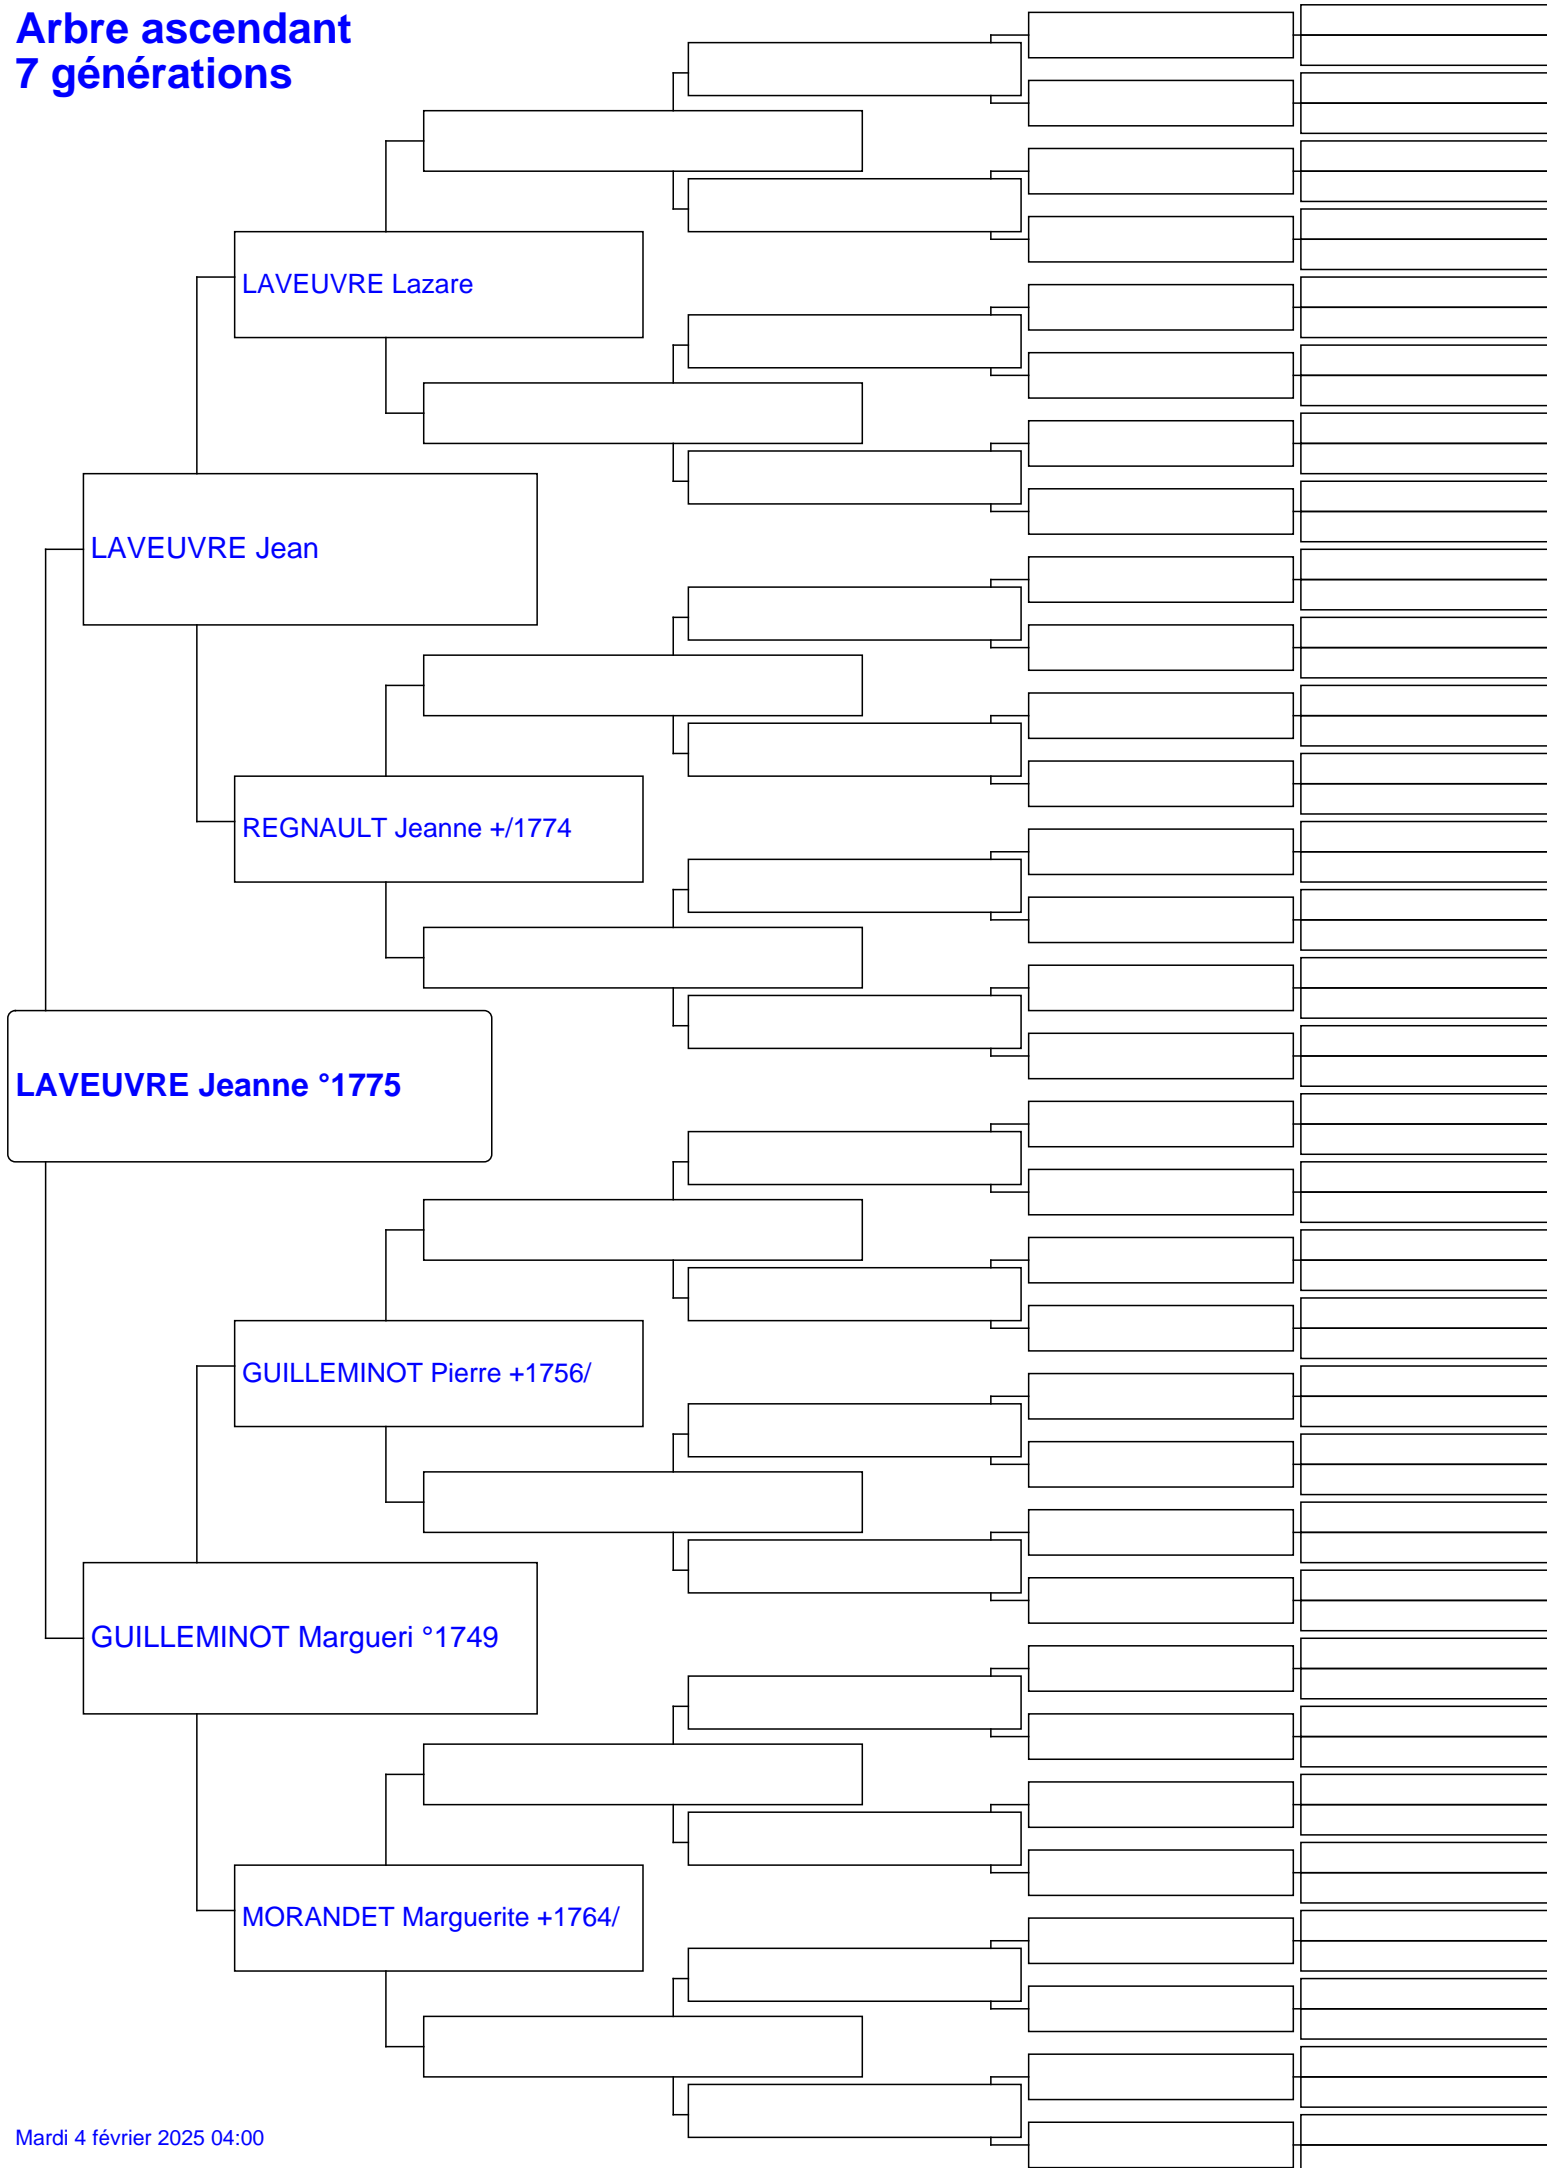 Arbre ascendant
7 générations
LAVEUVRE Lazare
LAVEUVRE Jean
REGNAULT Jeanne +/1774
LAVEUVRE Jeanne °1775
GUILLEMINOT Pierre +1756/
GUILLEMINOT Margueri °1749
MORANDET Marguerite +1764/
Mardi 4 février 2025 04:00